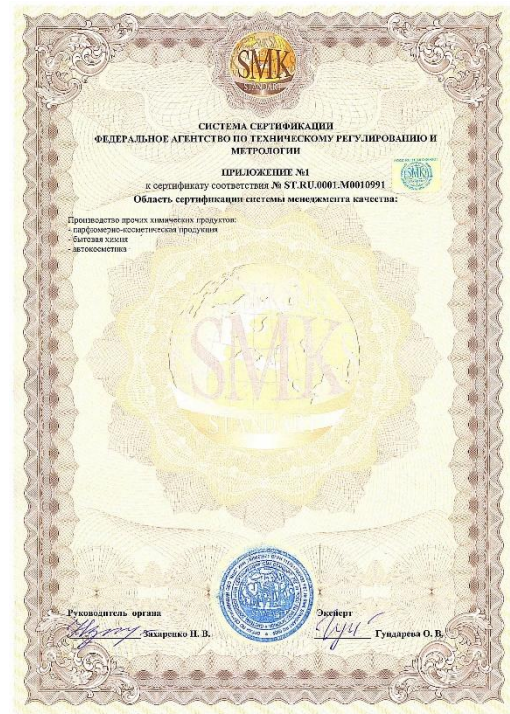 SMK
STANDART
СИСТЕМА СЕРТИФИКАЦИИ
ФЕДЕРАЛЬНОЕ АГЕНТСТВО ПО ТЕХНИЧЕСКОМУ РЕГУЛИРОВАНИЮ И
МЕТРОЛОГИИ
ПРИЛОЖЕНИЕ №1
к сертификату соответствия № ST.RU.0001.M0010991
Область сертификации системы менеджмента качества:
Производство прочих химических продуктов:
- парфюмерно-косметическая продукция
- бытовая химия
- автокосметика
SMK
Руководитель органа
Захаренко Н. В.
Эксперт
Гундарева О. В.